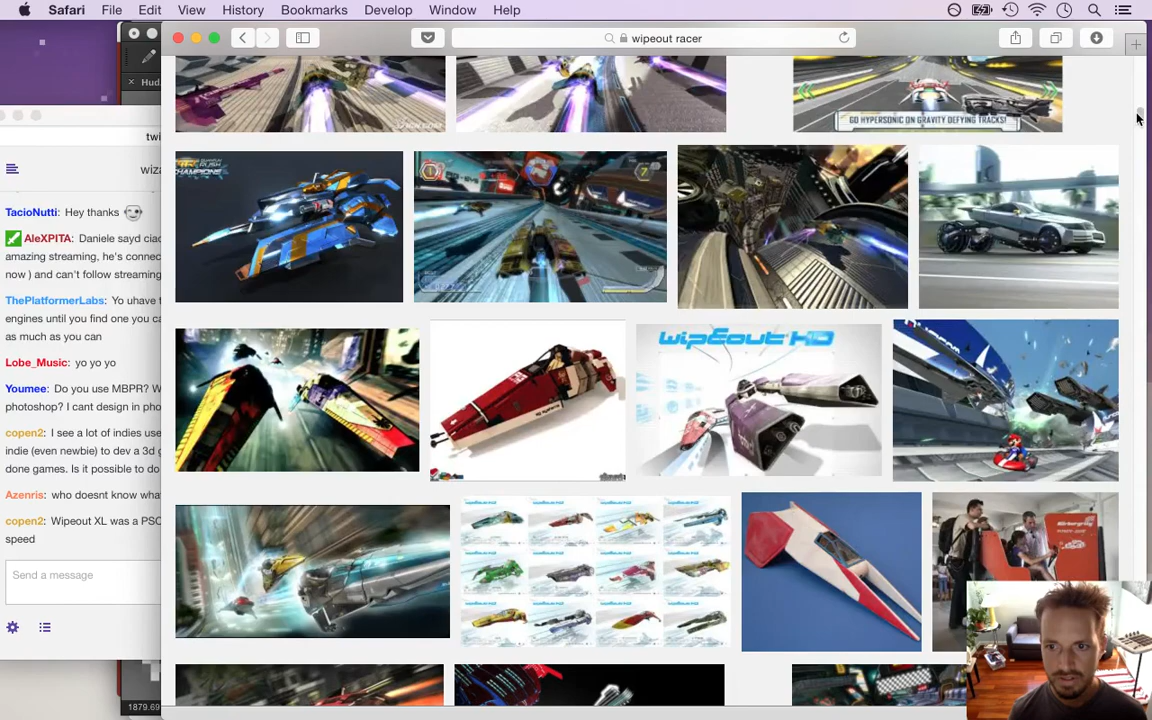 Safari File Edit View History Bookmarks Develop Window Help
wipeout racer
Hud
twi
wiza
TacioNutti: Hey thanks
AleXPITA: Daniele sayd ciao
amazing streaming, he's connec
now ) and can't follow streaming
ThePlatformerLabs: Yo uhave t
engines until you find one you ca
as much as you can
Lobe_Music: yo yo yo
Youmee: Do you use MBPR? W
photoshop? I cant design in pho
copen2: I see a lot of indies use
indie (even newbie) to dev a 3d g
done games. Is it possible to do
Azenris: who doesnt know wha
copen2: Wipeout XL was a PSO
speed
Send a message
1879.69
GO HYPERSONIC ON GRAVITY DEFYING TRACKS!
CHAMPIONS
7
wipEout HD